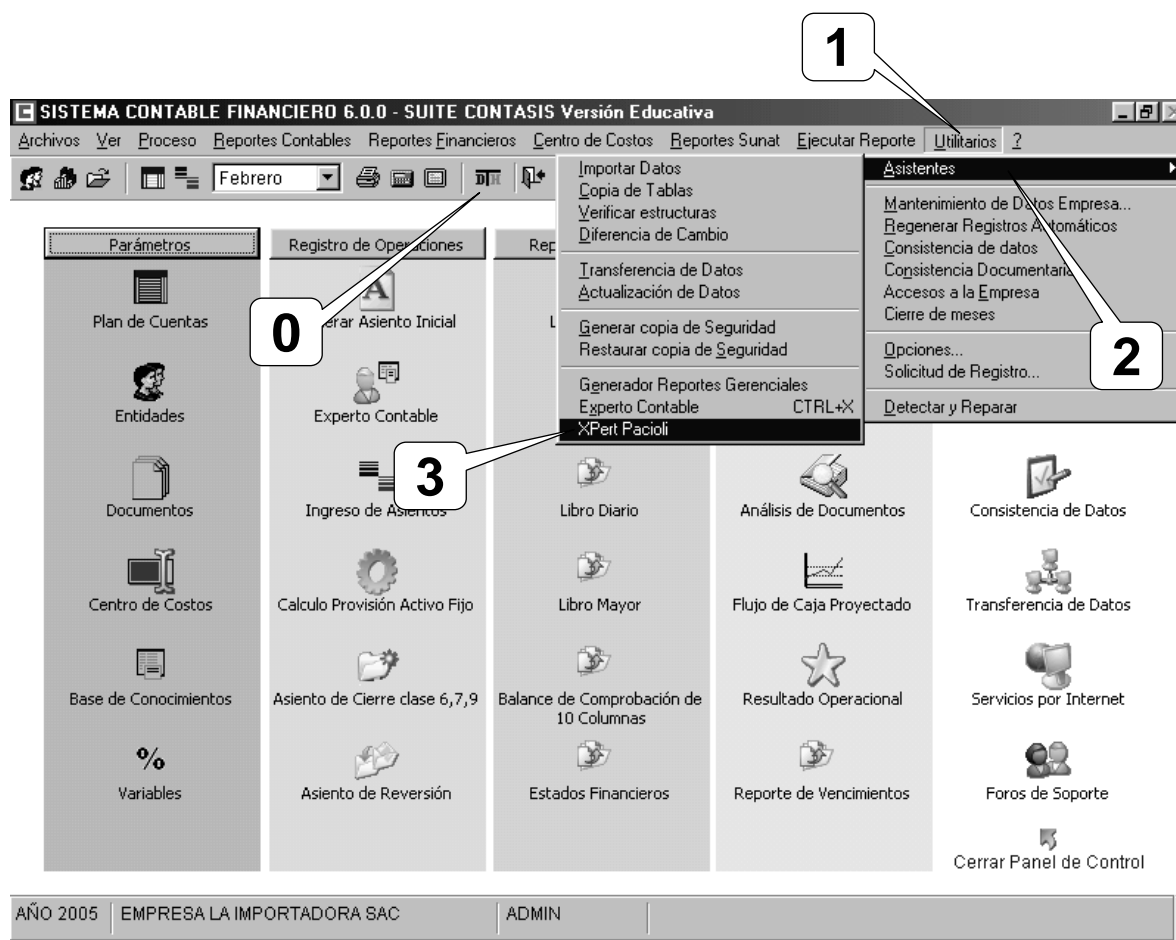 1
SISTEMA CONTABLE FINANCIERO 6.0.0 - SUITE CONTASIS Versión Educativa
Archivos Ver Proceso Reportes Contables Reportes Financieros Centro de Costos Reportes Sunat Ejecutar Reporte Utilitarios ?
Febrero
Importar Datos
Copia de Tablas
Verificar estructuras
Diferencia de Cambio
Transferencia de Datos
Actualización de Datos
Generar copia de Seguridad
Restaurar copia de Seguridad
Generador Reportes Gerenciales
Experto Contable CTRL+X
XPert Pacioli
Asistentes
Mantenimiento de Datos Empresa...
Regenerar Registros Automáticos
Consistencia de datos
Consistencia Documentaria
Accesos a la Empresa
Cierre de meses
Opciones...
Solicitud de Registro...
Detectar y Reparar
0
2
3
Parámetros
Plan de Cuentas
Entidades
Documentos
Centro de Costos
Base de Conocimientos
%
Variables
Registro de Operaciones
A
Asiento Inicial
Experto Contable
Ingreso de Asientos
Calculo Provisión Activo Fijo
Asiento de Cierre clase 6,7,9
Asiento de Reversión
Libro Diario
Libro Mayor
Balance de Comprobación de
10 Columnas
Estados Financieros
Análisis de Documentos
Flujo de Caja Proyectado
Resultado Operacional
Reporte de Vencimientos
Consistencia de Datos
Transferencia de Datos
Servicios por Internet
Foros de Soporte
Cerrar Panel de Control
AÑO 2005 EMPRESA LA IMPORTADORA SAC ADMIN